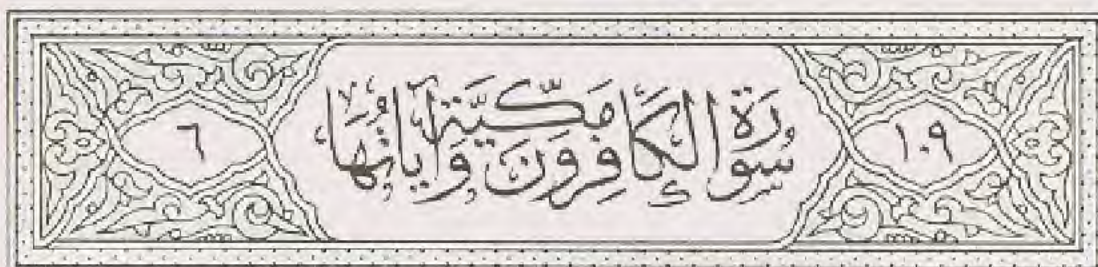 ١٠٩
سُورَةُ الكَافِرُونَ مَكِيَّة وَآيَاتُهَا
٦